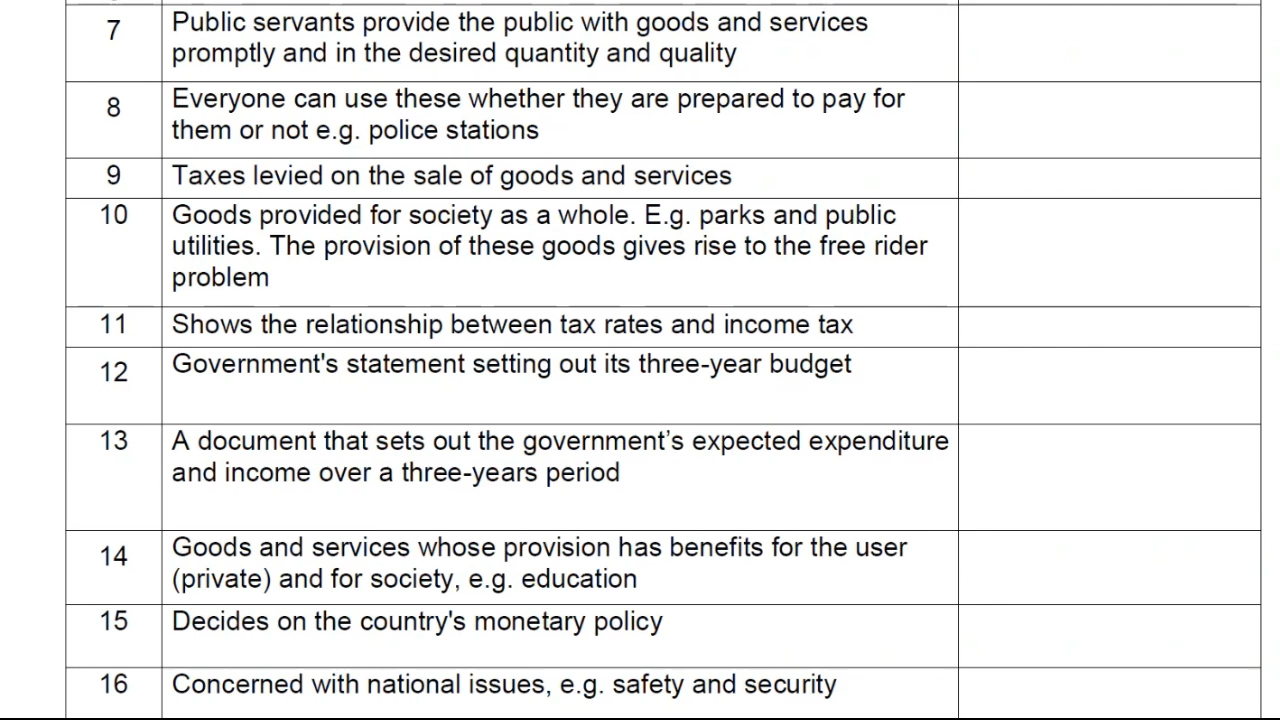 7
Public servants provide the public with goods and services
promptly and in the desired quantity and quality
8
Everyone can use these whether they are prepared to pay for
them or not e.g. police stations
9
Taxes levied on the sale of goods and services
10
Goods provided for society as a whole. E.g. parks and public
utilities. The provision of these goods gives rise to the free rider
problem
11
Shows the relationship between tax rates and income tax
12
Government's statement setting out its three-year budget
13
A document that sets out the government’s expected expenditure
and income over a three-years period
14
Goods and services whose provision has benefits for the user
(private) and for society, e.g. education
15
Decides on the country's monetary policy
16
Concerned with national issues, e.g. safety and security